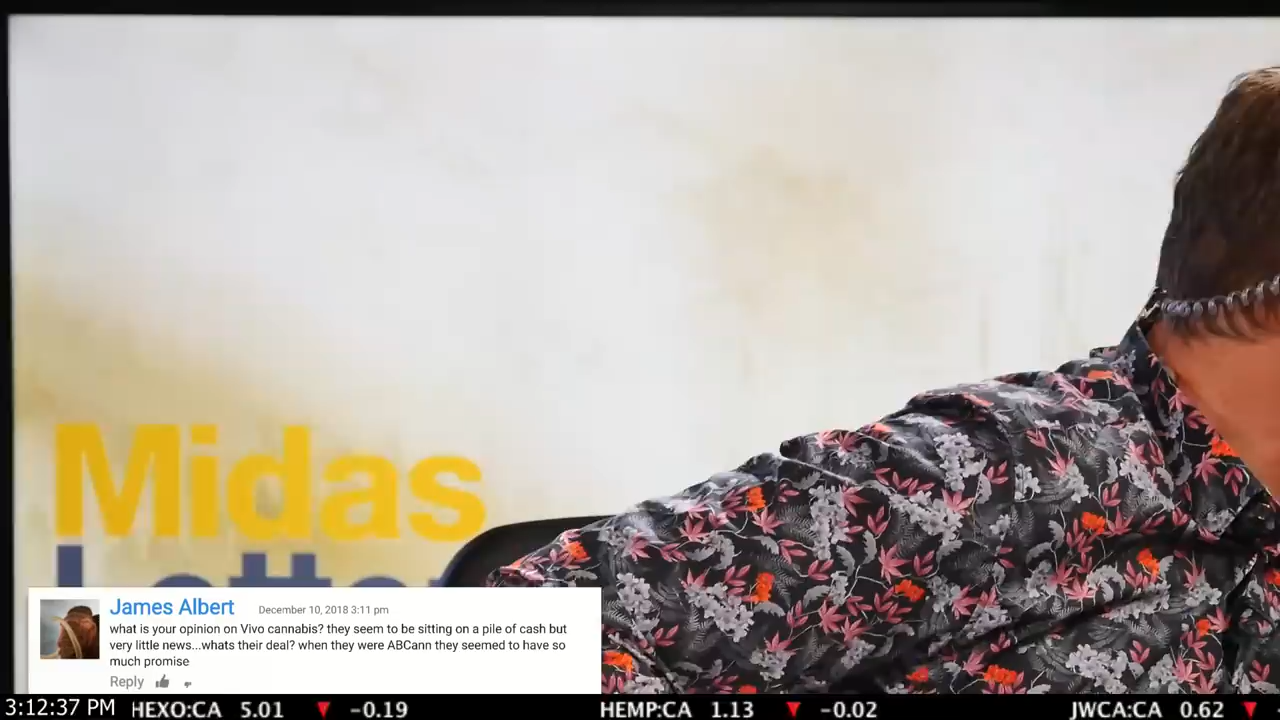 Midas
Letter
James Albert December 10, 2018 3:11 pm
what is your opinion on Vivo cannabis? they seem to be sitting on a pile of cash but
very little news...whats their deal? when they were ABCann they seemed to have so
much promise
Reply
3:12:37 PM HEXO:CA 5.01 ▼ -0.19 HEMP:CA 1.13 ▼ -0.02 JWCA:CA 0.62 ▼ -